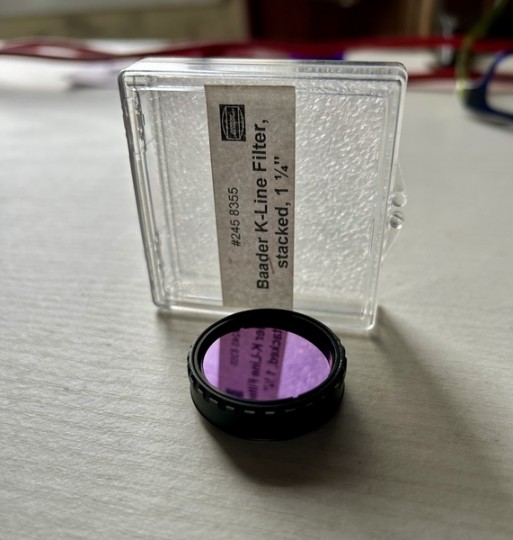 #245 8355
Baader K-Line Filter,
stacked, 1 ¼"